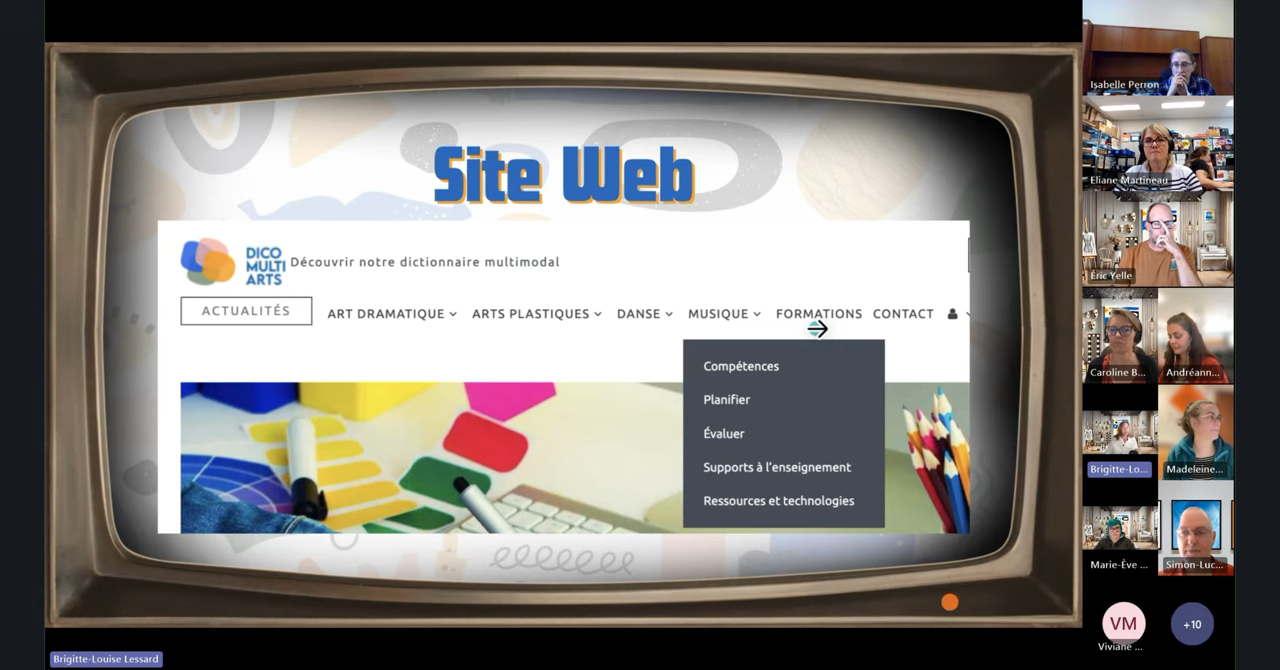 Site Web
DICO
MULTI
ARTS
Découvrir notre dictionnaire multimodal
ACTUALITÉS
ART DRAMATIQUE
ARTS PLASTIQUES
DANSE
MUSIQUE
FORMATIONS
CONTACT
Compétences
Planifier
Évaluer
Supports à l'enseignement
Ressources et technologies
Brigitte-Louise Lessard
Isabelle Perron
Eliane Martineau
Éric Yelle
Caroline B...
Andréann...
Brigitte-Lo...
Madeleine...
Marie-Ève ...
Simon-Luc...
VM
Viviane ...
+10